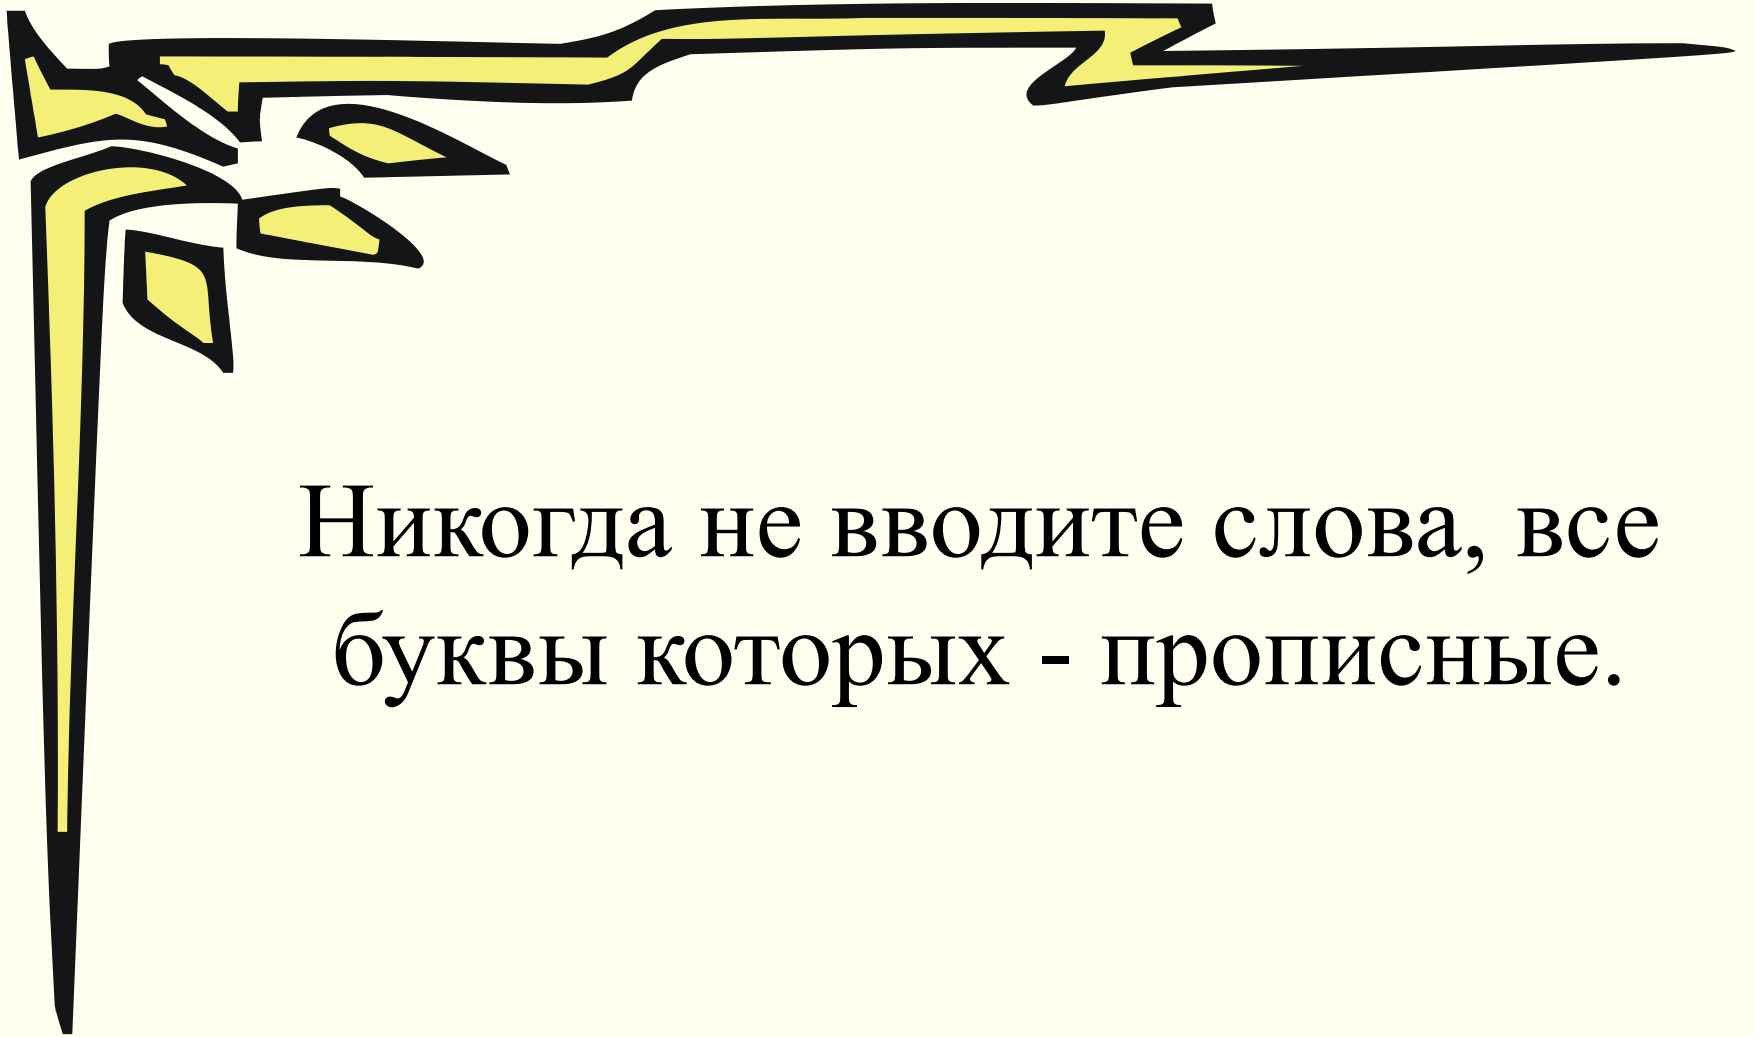 Никогда не вводите слова, все
буквы которых - прописные.